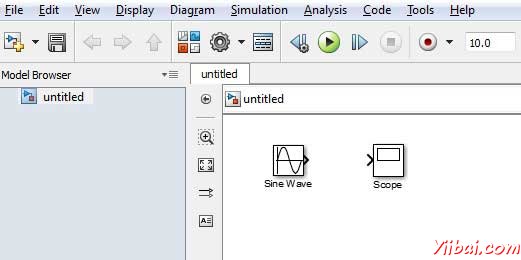 File Edit View Display Diagram Simulation Analysis Code Tools Help
10.0
Model Browser
untitled
untitled
untitled
Sine Wave
Scope
Yiibai.com